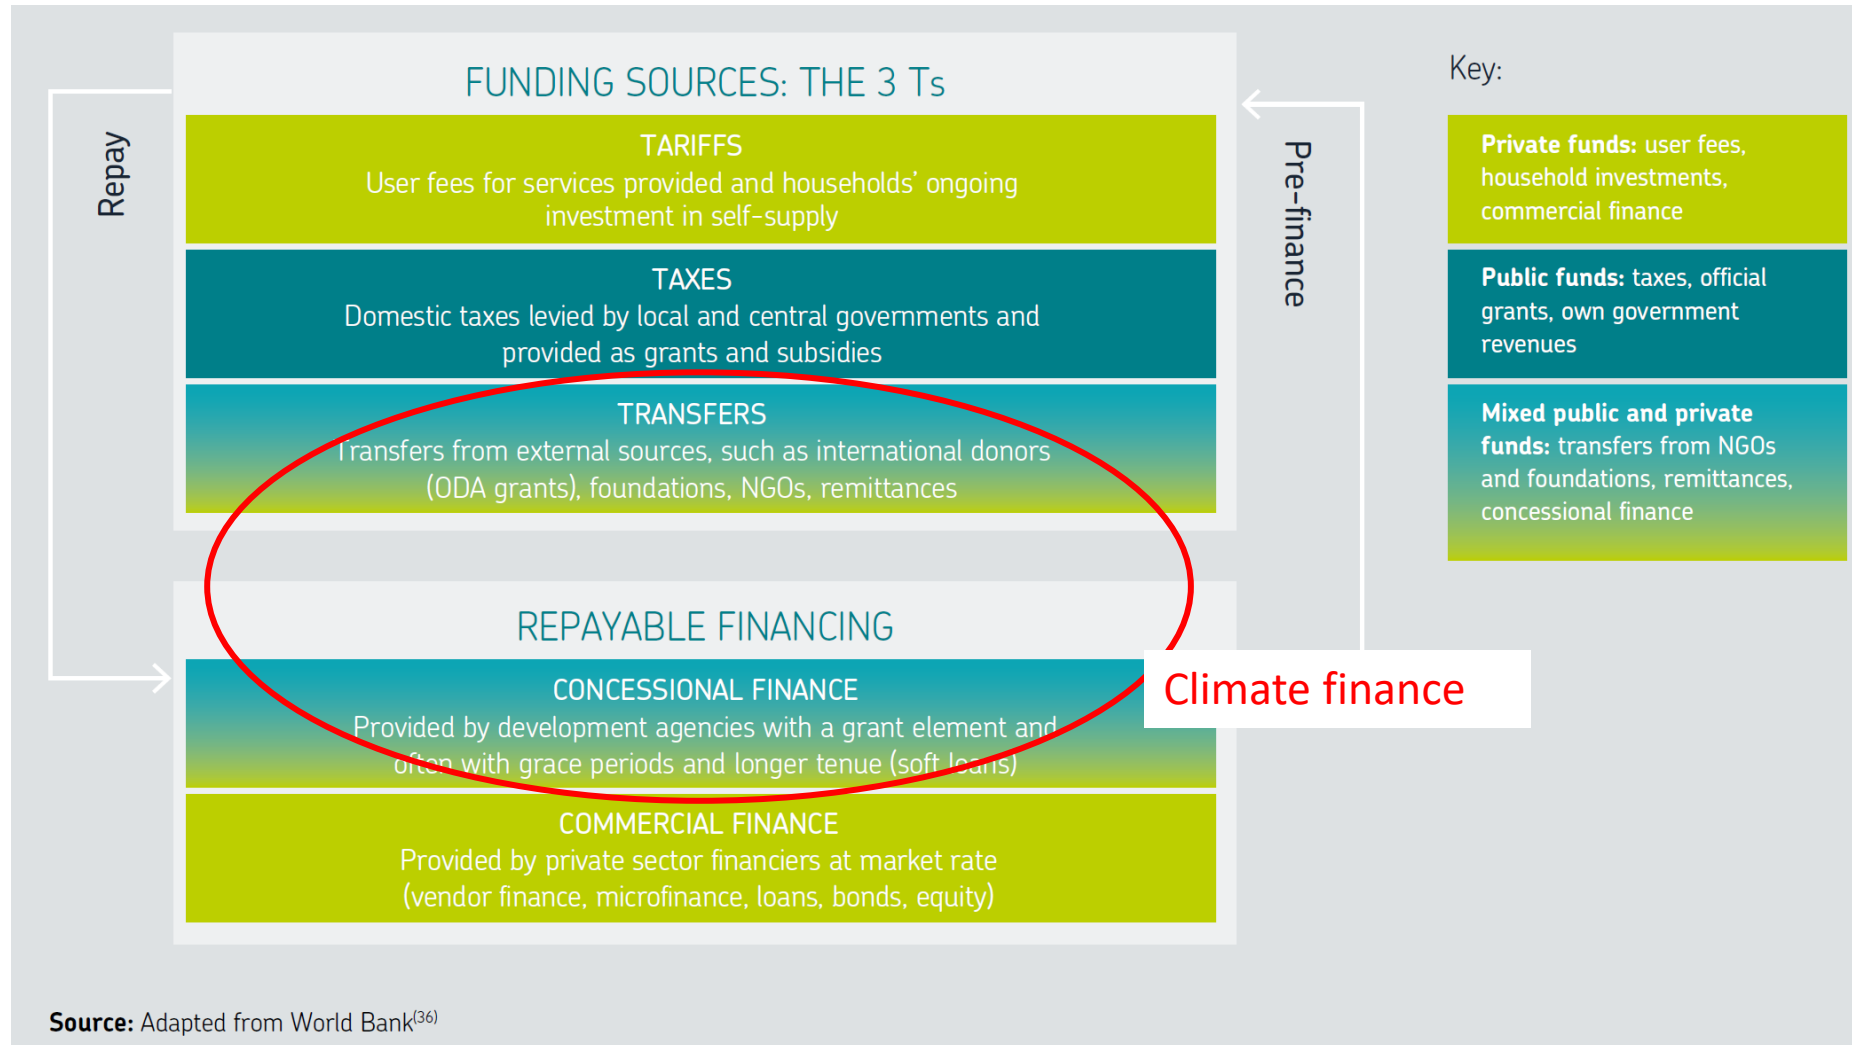 FUNDING SOURCES: THE 3 Ts
Repay
TARIFFS
User fees for services provided and households’ ongoing
investment in self-supply
TAXES
Domestic taxes levied by local and central governments and
provided as grants and subsidies
TRANSFERS
Transfers from external sources, such as international donors
(ODA grants), foundations, NGOs, remittances
Pre-finance
REPAYABLE FINANCING
CONCESSIONAL FINANCE
Provided by development agencies with a grant element and
often with grace periods and longer tenue (soft loans)
COMMERCIAL FINANCE
Provided by private sector financiers at market rate
(vendor finance, microfinance, loans, bonds, equity)
Climate finance
Key:
Private funds: user fees,
household investments,
commercial finance
Public funds: taxes, official
grants, own government
revenues
Mixed public and private
funds: transfers from NGOs
and foundations, remittances,
concessional finance
Source: Adapted from World Bank(36)